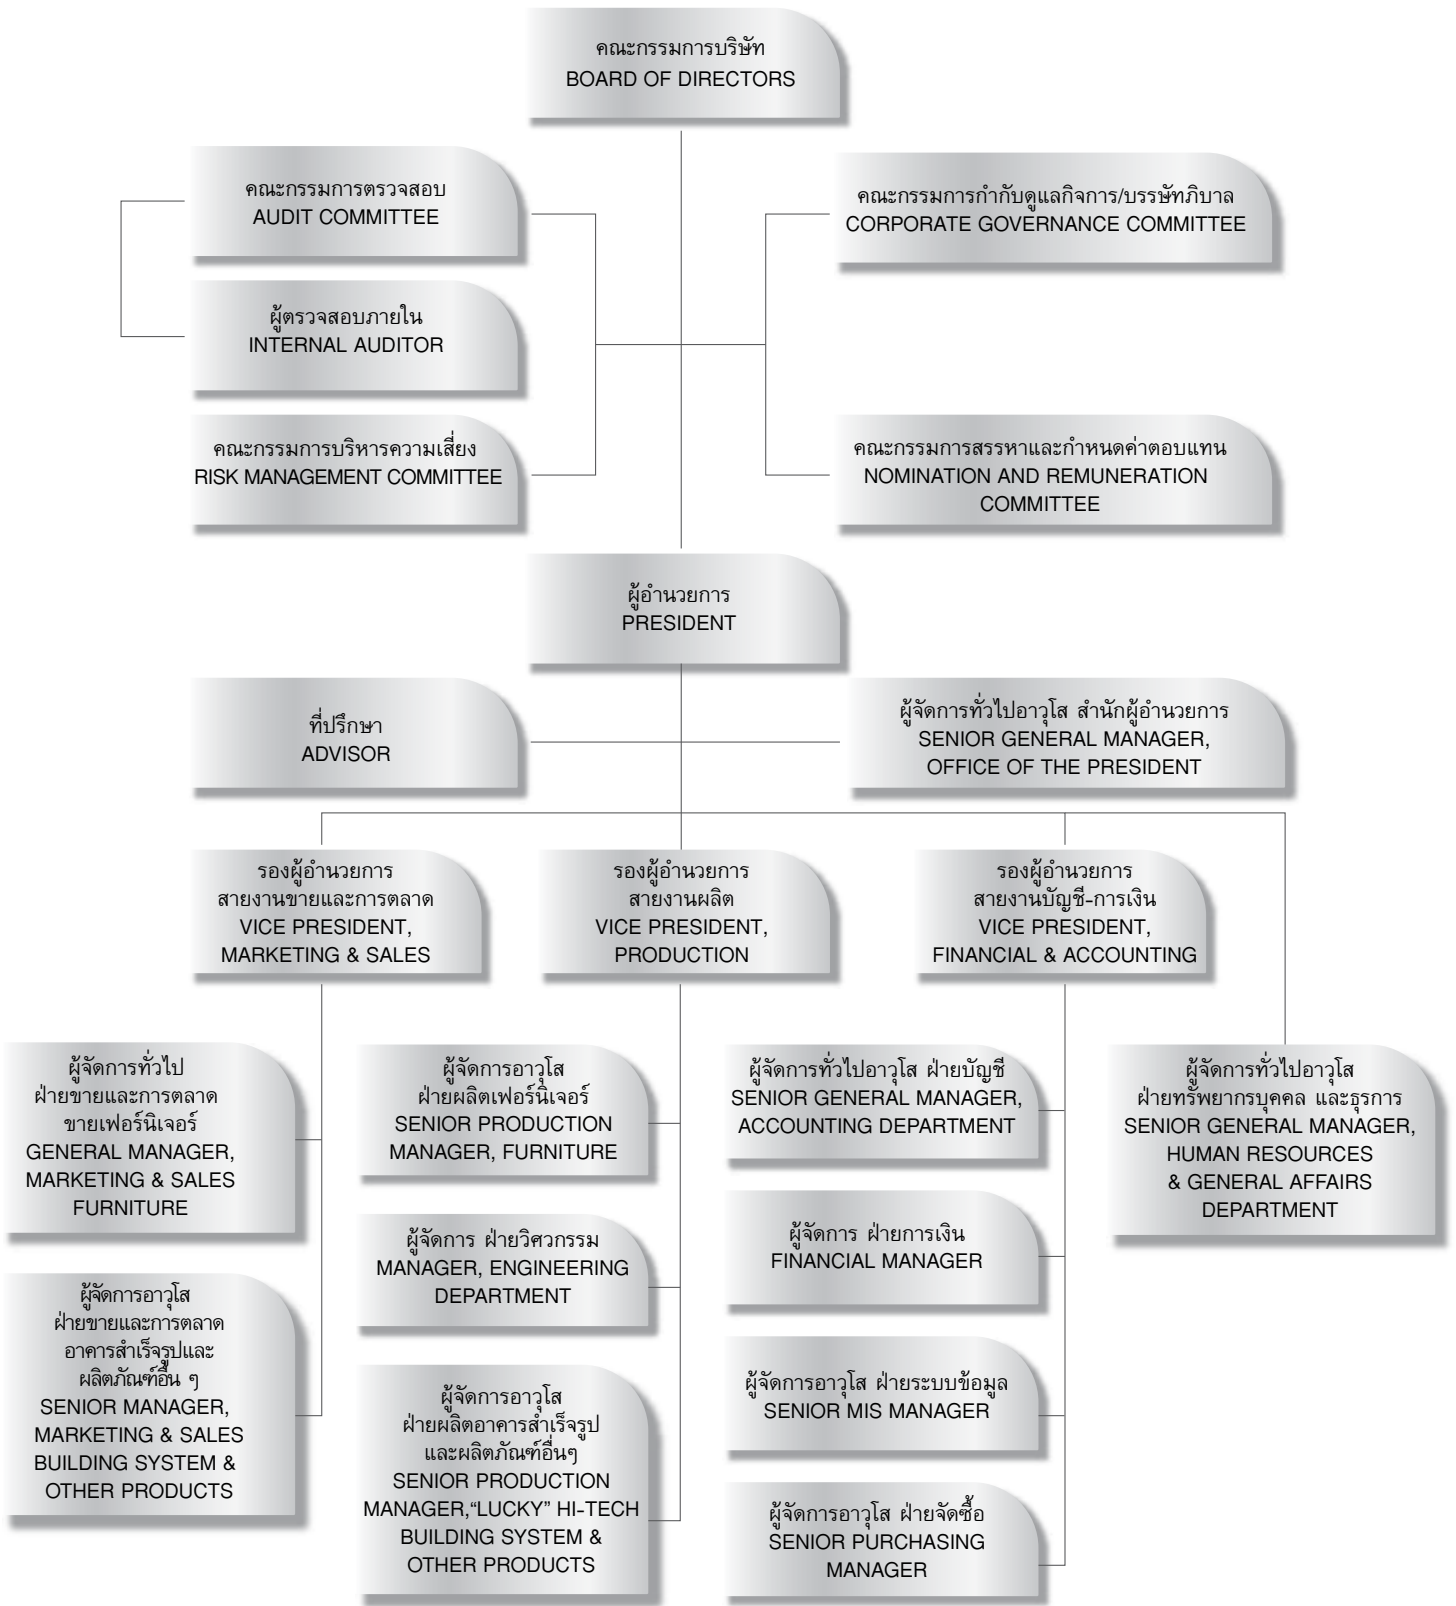 คณะกรรมการบริษัท
BOARD OF DIRECTORS
คณะกรรมการตรวจสอบ
AUDIT COMMITTEE
คณะกรรมการกำกับดูแลกิจการ/บรรษัทภิบาล
CORPORATE GOVERNANCE COMMITTEE
ผู้ตรวจสอบภายใน
INTERNAL AUDITOR
คณะกรรมการบริหารความเสี่ยง
RISK MANAGEMENT COMMITTEE
คณะกรรมการสรรหาและกำหนดค่าตอบแทน
NOMINATION AND REMUNERATION
COMMITTEE
ผู้อำนวยการ
PRESIDENT
ที่ปรึกษา
ADVISOR
ผู้จัดการทั่วไปอาวุโส สำนักผู้อำนวยการ
SENIOR GENERAL MANAGER,
OFFICE OF THE PRESIDENT
รองผู้อำนวยการ
สายงานขายและการตลาด
VICE PRESIDENT,
MARKETING & SALES
รองผู้อำนวยการ
สายงานผลิต
VICE PRESIDENT,
PRODUCTION
รองผู้อำนวยการ
สายงานบัญชี-การเงิน
VICE PRESIDENT,
FINANCIAL & ACCOUNTING
ผู้จัดการทั่วไป
ฝ่ายขายและการตลาด
ขายเฟอร์นิเจอร์
GENERAL MANAGER,
MARKETING & SALES
FURNITURE
ผู้จัดการอาวุโส
ฝ่ายขายและการตลาด
อาคารสำเร็จรูปและ
ผลิตภัณฑ์อื่น ๆ
SENIOR MANAGER,
MARKETING & SALES
BUILDING SYSTEM &
OTHER PRODUCTS
ผู้จัดการอาวุโส
ฝ่ายผลิตเฟอร์นิเจอร์
SENIOR PRODUCTION
MANAGER, FURNITURE
ผู้จัดการ ฝ่ายวิศวกรรม
MANAGER, ENGINEERING
DEPARTMENT
ผู้จัดการอาวุโส
ฝ่ายผลิตอาคารสำเร็จรูป
และผลิตภัณฑ์อื่นๆ
SENIOR PRODUCTION
MANAGER,“LUCKY” HI-TECH
BUILDING SYSTEM &
OTHER PRODUCTS
ผู้จัดการทั่วไปอาวุโส ฝ่ายบัญชี
SENIOR GENERAL MANAGER,
ACCOUNTING DEPARTMENT
ผู้จัดการ ฝ่ายการเงิน
FINANCIAL MANAGER
ผู้จัดการอาวุโส ฝ่ายระบบข้อมูล
SENIOR MIS MANAGER
ผู้จัดการอาวุโส ฝ่ายจัดซื้อ
SENIOR PURCHASING
MANAGER
ผู้จัดการทั่วไปอาวุโส
ฝ่ายทรัพยากรบุคคล และธุรการ
SENIOR GENERAL MANAGER,
HUMAN RESOURCES
& GENERAL AFFAIRS
DEPARTMENT